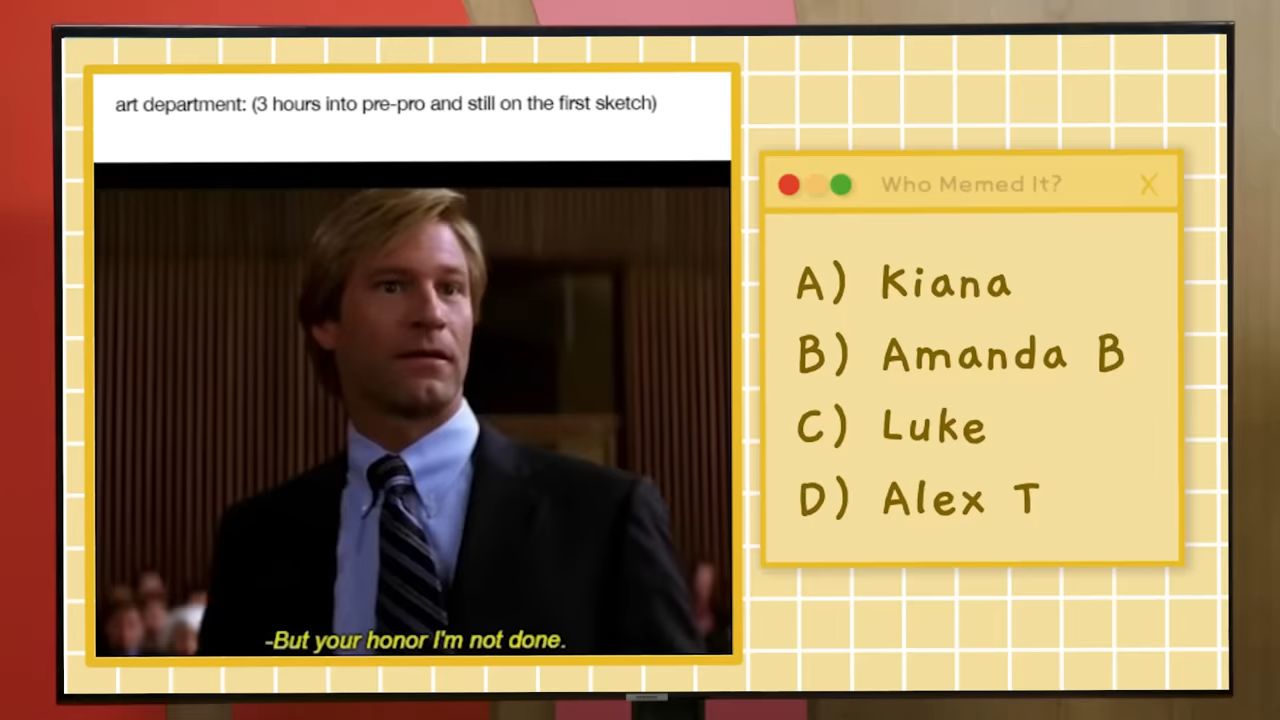 art department: (3 hours into pre-pro and still on the first sketch)
-But your honor I'm not done.
Who Memed It?
X
A) Kiana
B) Amanda B
C) Luke
D) Alex T